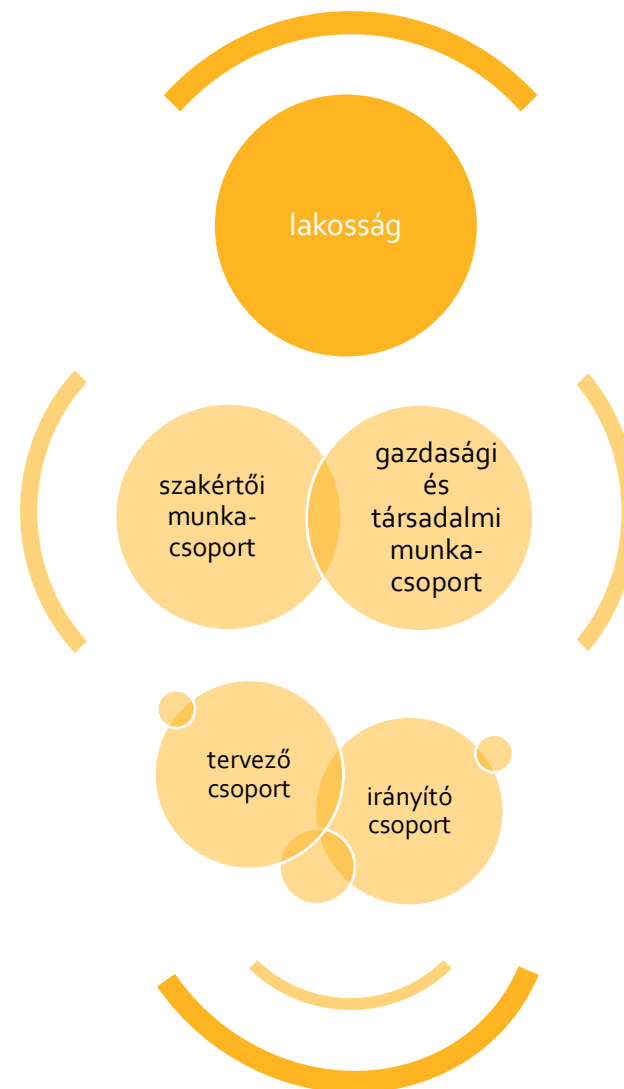 lakosság
szakértői
munka-
csoport
gazdasági
és
társadalmi
munka-
csoport
tervező
csoport
irányító
csoport